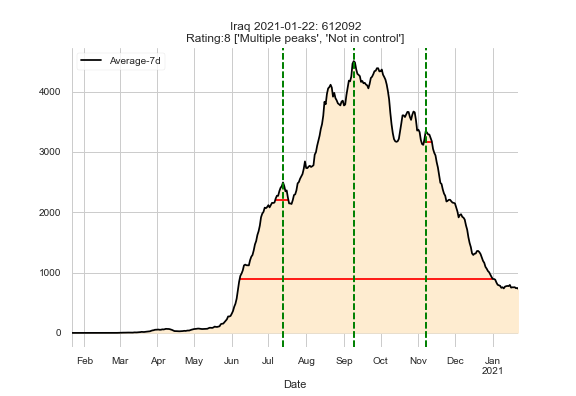 Iraq 2021-01-22: 612092
Rating:8 ['Multiple peaks', 'Not in control']
Average-7d
4000
3000
2000
1000
0
Feb Mar Apr May Jun Jul Aug Sep Oct Nov Dec Jan
2021
Date